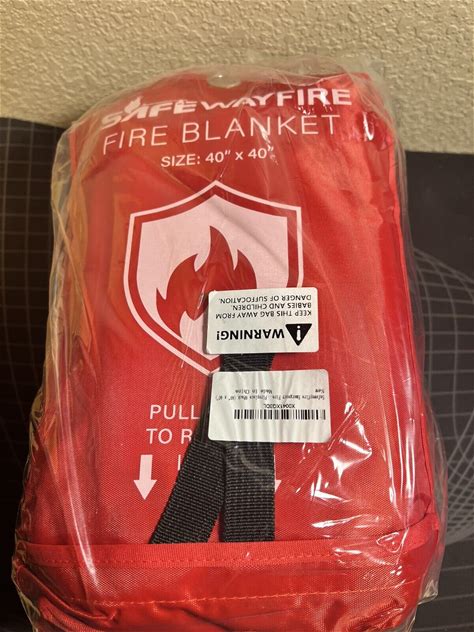 SAFEWAYFIRE
FIRE BLANKET
SIZE: 40" x 40"
WARNING!
KEEP THIS BAG AWAY FROM
BABIES AND CHILDREN.
DANGER OF SUFFOCATION.
PULL
TO R
Made in China
New